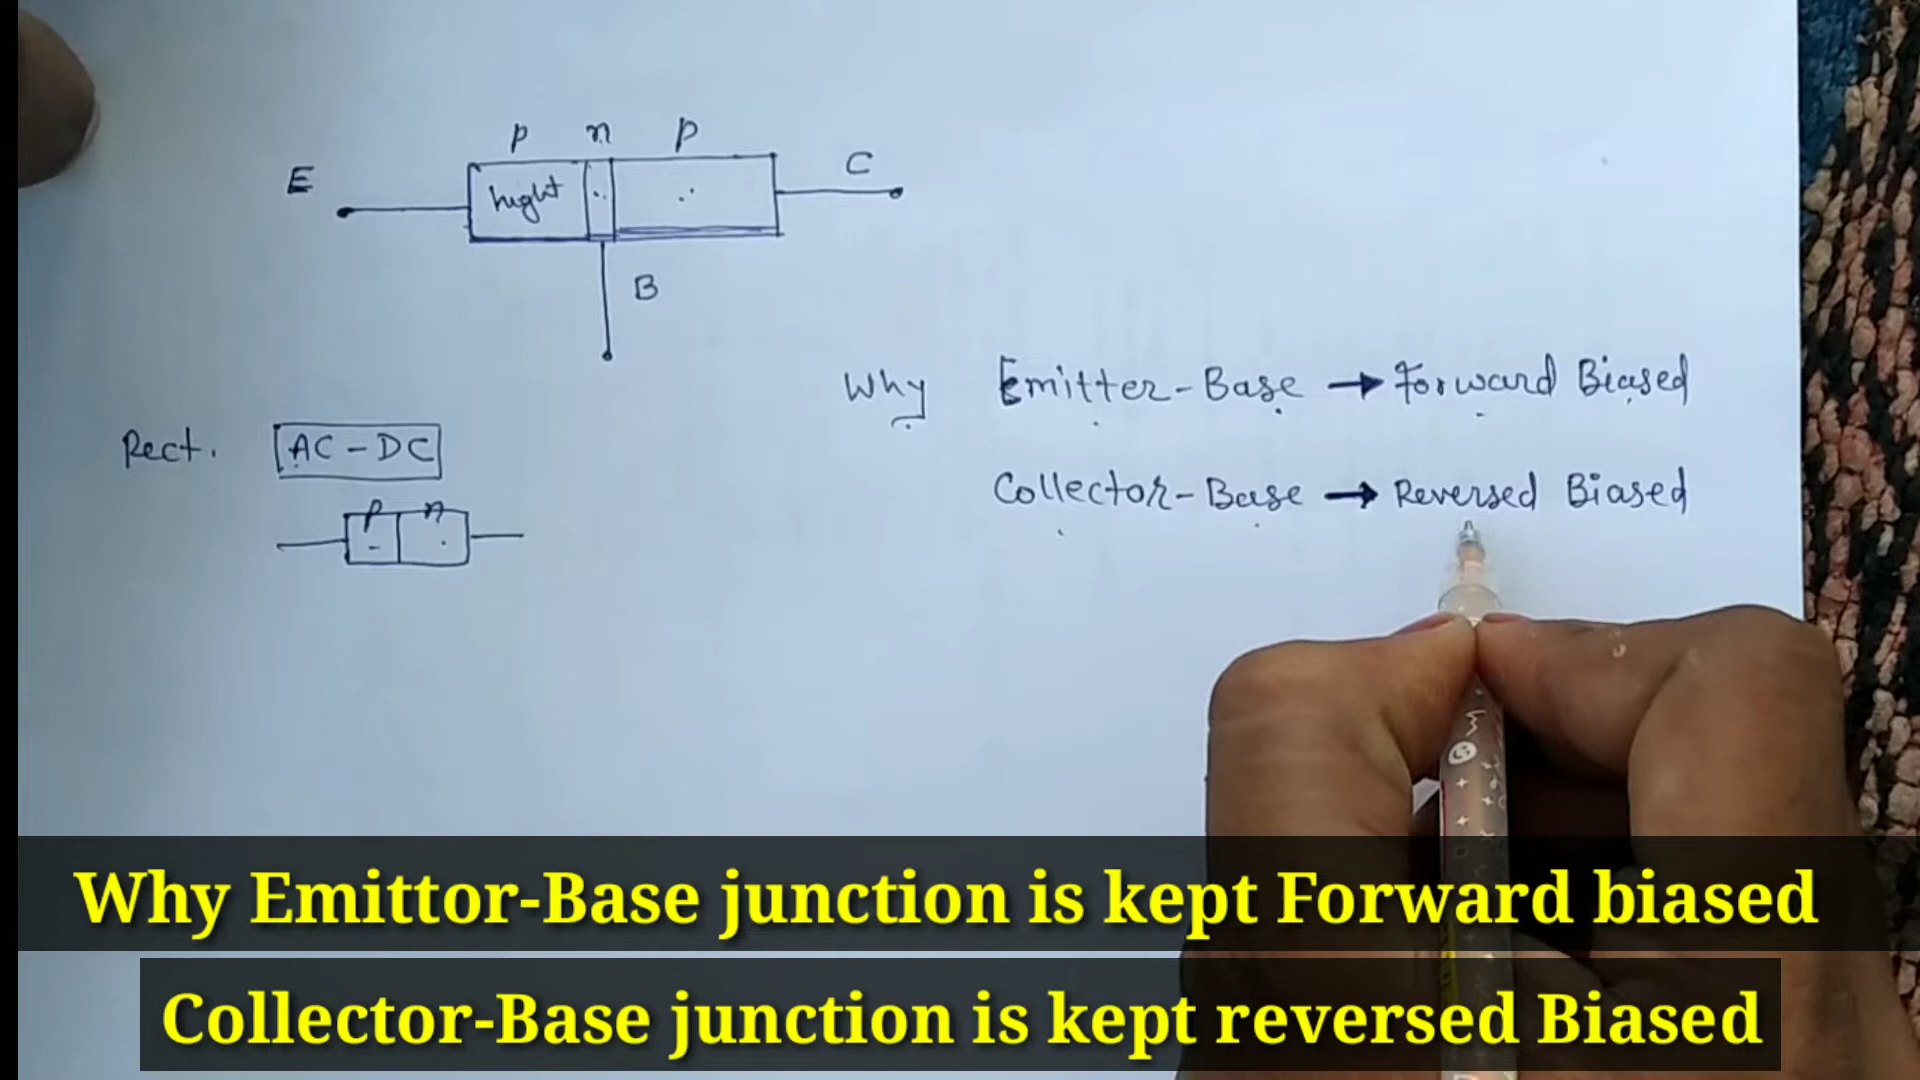 p n p
E hight C
B
Why Emitter-Base → Forward Biased
Rect. AC-DC
Collector-Base → Reversed Biased
p n
Why Emittor-Base junction is kept Forward biased
Collector-Base junction is kept reversed Biased